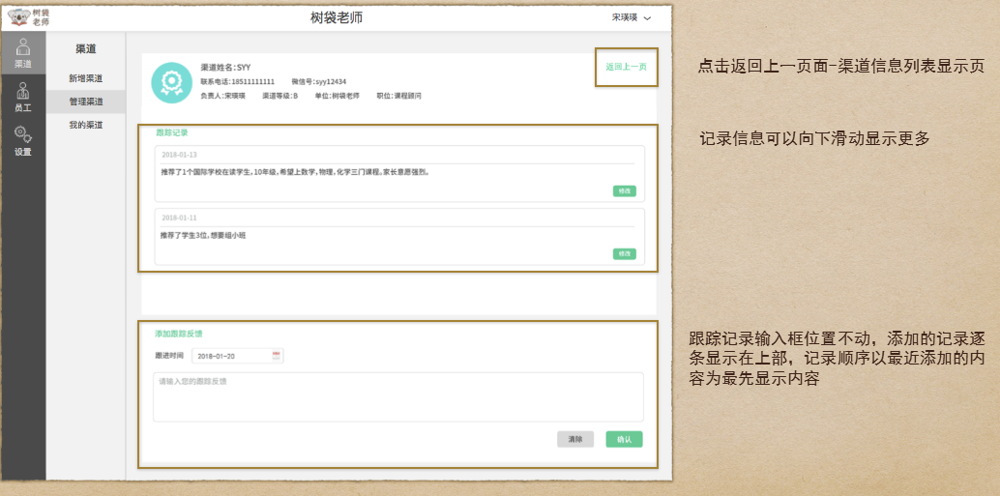 树袋
老师
树袋老师
宋瑛瑛
渠道
员工
设置
渠道
新增渠道
管理渠道
我的渠道
渠道姓名:SYY
联系电话:18511111111 微信号:syy12434
负责人:宋瑛瑛 渠道等级:B 单位:树袋老师 职位:课程顾问
返回上一页
跟踪记录
2018-01-13
推荐了1个国际学校在读学生,10年级,希望上数学,物理,化学三门课程。家长意愿强烈。
修改
2018-01-11
推荐了学生3位,想要组小班
修改
添加跟踪反馈
跟进时间 2018-01-20
请输入您的跟踪反馈
清除 确认
点击返回上一页面-渠道信息列表显示页
记录信息可以向下滑动显示更多
跟踪记录输入框位置不动，添加的记录逐
条显示在上部，记录顺序以最近添加的内
容为最先显示内容